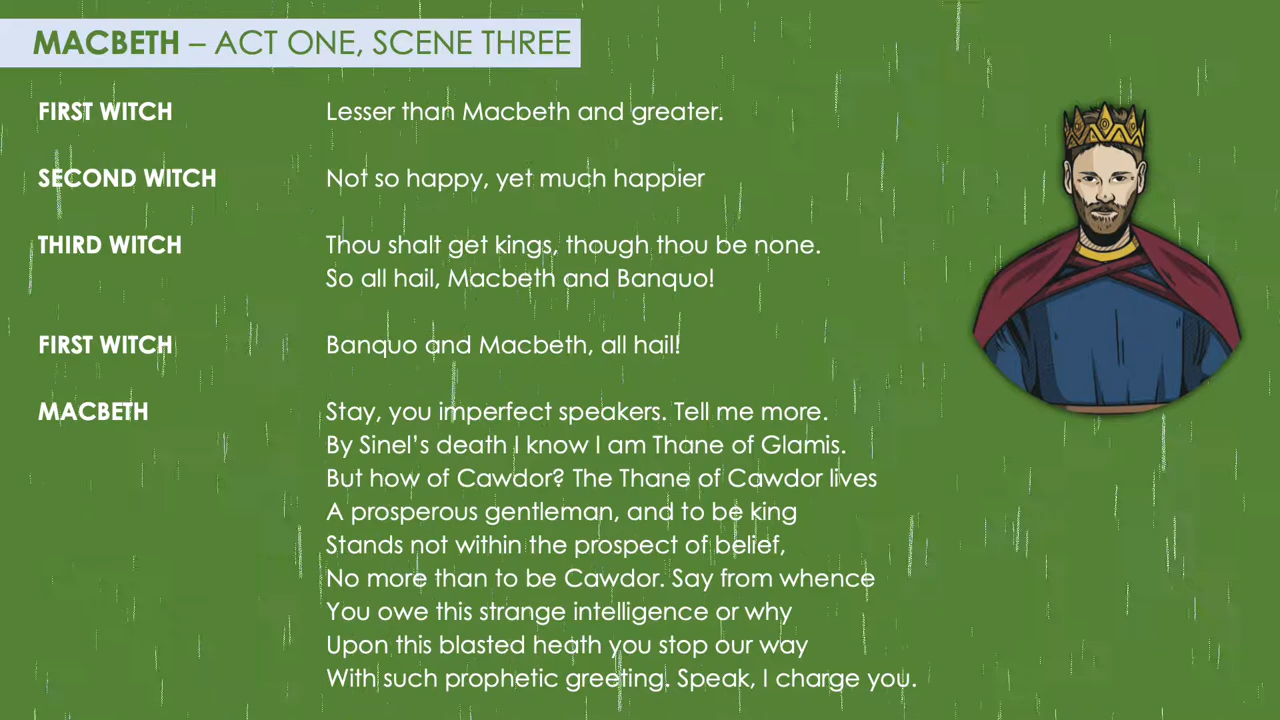 MACBETH – ACT ONE, SCENE THREE
FIRST WITCH Lesser than Macbeth and greater.
SECOND WITCH Not so happy, yet much happier
THIRD WITCH Thou shalt get kings, though thou be none.
So all hail, Macbeth and Banquo!
FIRST WITCH Banquo and Macbeth, all hail!
MACBETH Stay, you imperfect speakers. Tell me more.
By Sinel’s death I know I am Thane of Glamis.
But how of Cawdor? The Thane of Cawdor lives
A prosperous gentleman, and to be king
Stands not within the prospect of belief,
No more than to be Cawdor. Say from whence
You owe this strange intelligence or why
Upon this blasted heath you stop our way
With such prophetic greeting. Speak, I charge you.